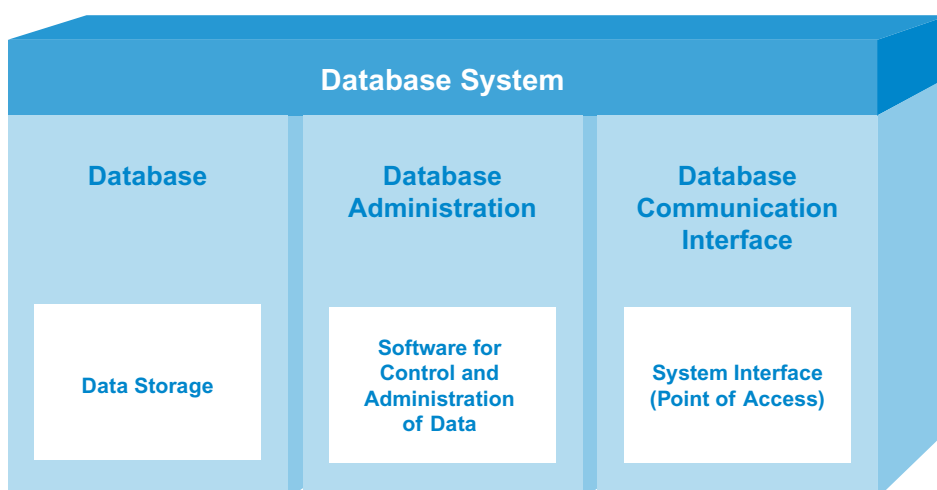 Database System
Database
Data Storage
Database
Administration
Software for
Control and
Administration
of Data
Database
Communication
Interface
System Interface
(Point of Access)